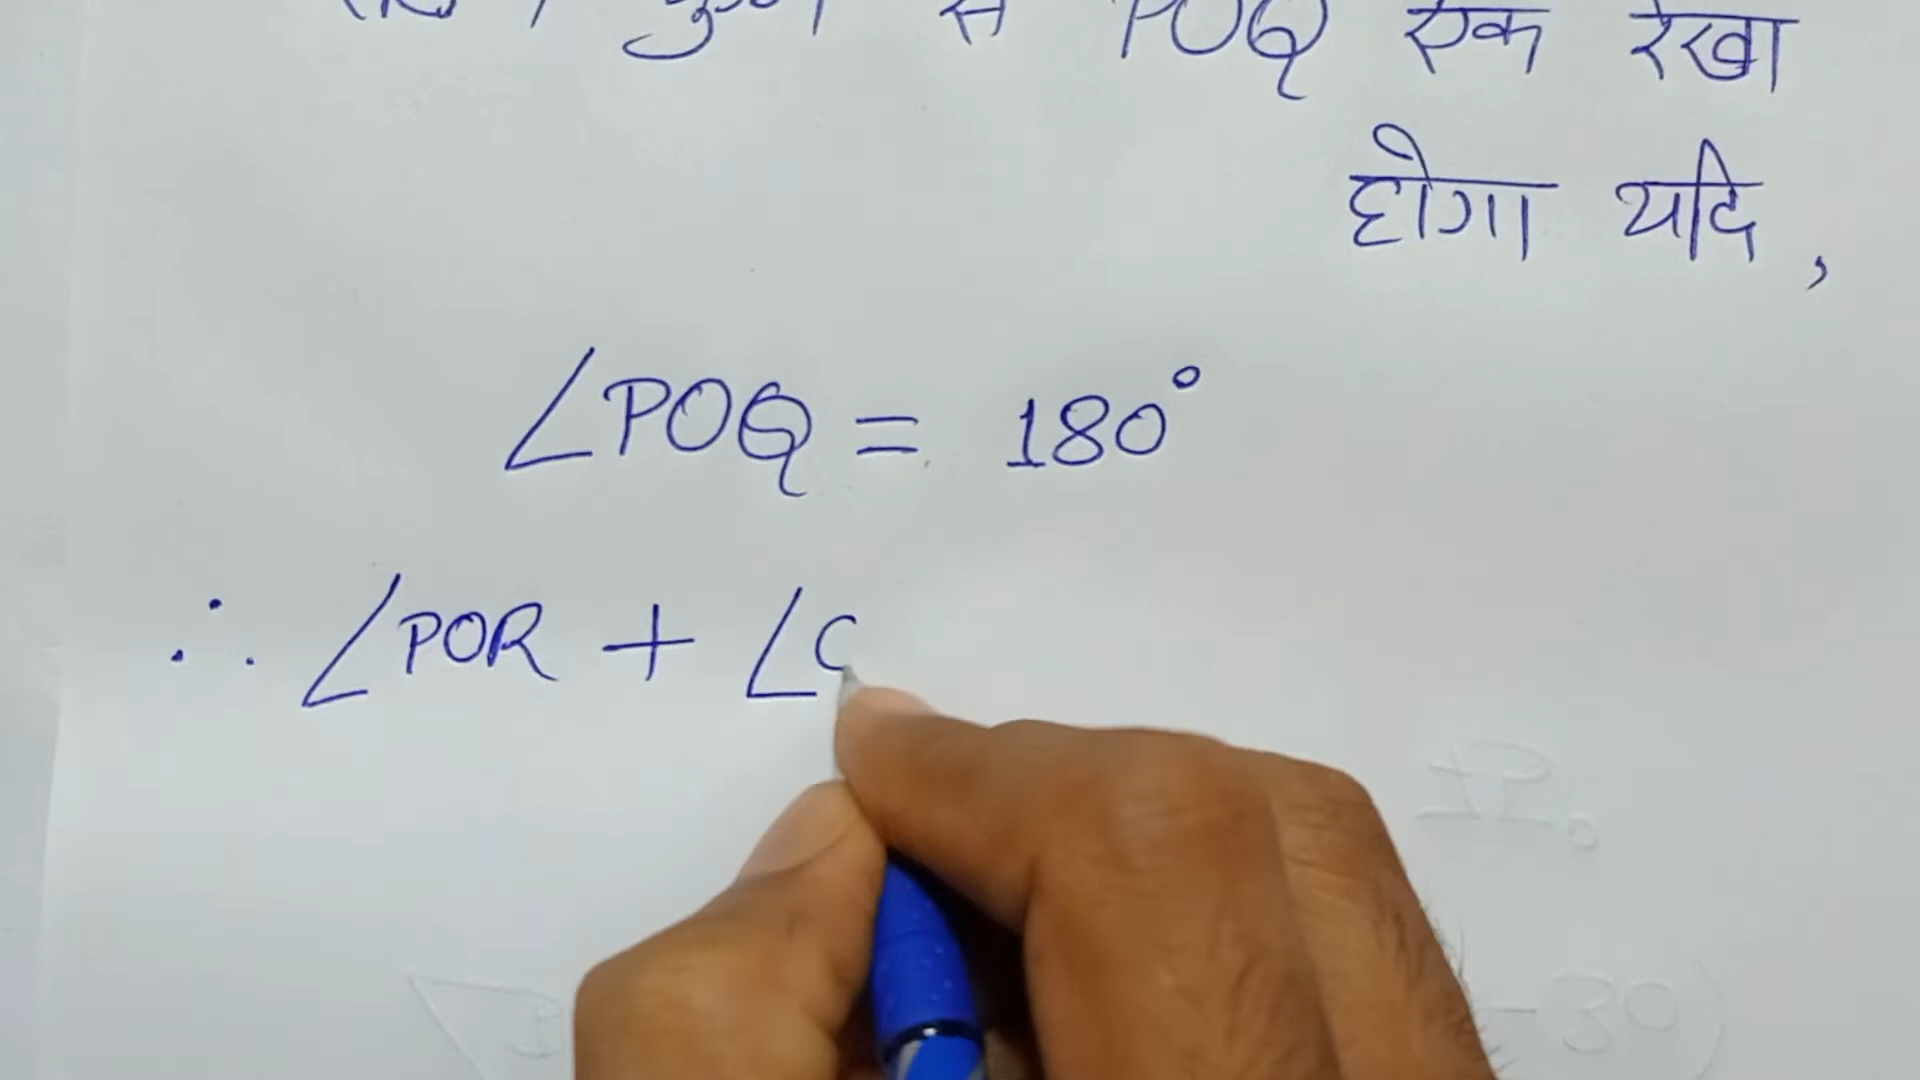 से POQ एक रेखा
होगा यदि,
∠POQ = 180°
∴ ∠POR + ∠C